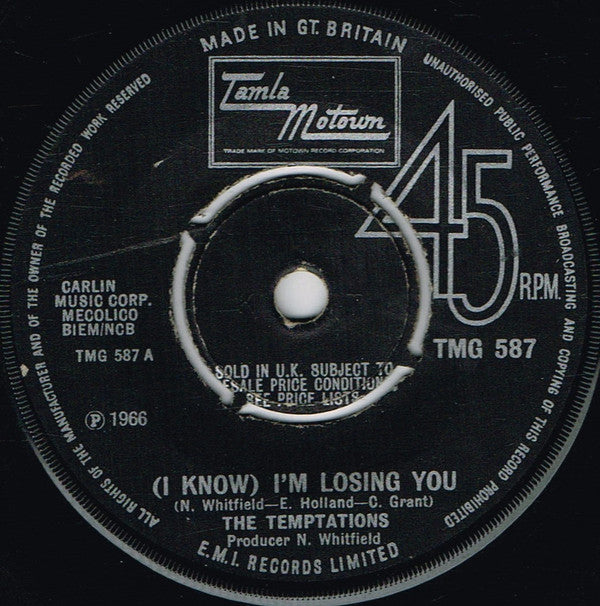 MADE IN GT. BRITAIN
UNAUTHORISED PUBLIC PERFORMANCE BROADCASTING AND COPYING OF THIS RECORD PROHIBITED
ALL RIGHTS OF THE MANUFACTURER AND OF THE OWNER OF THE RECORDED WORK RESERVED
Tamla
Motown
TRADE MARK OF MOTOWN RECORD CORPORATION
45
R.P.M.
CARLIN
MUSIC CORP.
MECOLICO
BIEM/NCB
TMG 587 A
TMG 587
SOLD IN U.K. SUBJECT TO
ESALE PRICE CONDITION
SEE PRICE LISTS
℗ 1966
(I KNOW) I'M LOSING YOU
(N. Whitfield—E. Holland—C. Grant)
THE TEMPTATIONS
Producer N. Whitfield
E.M.I. RECORDS LIMITED